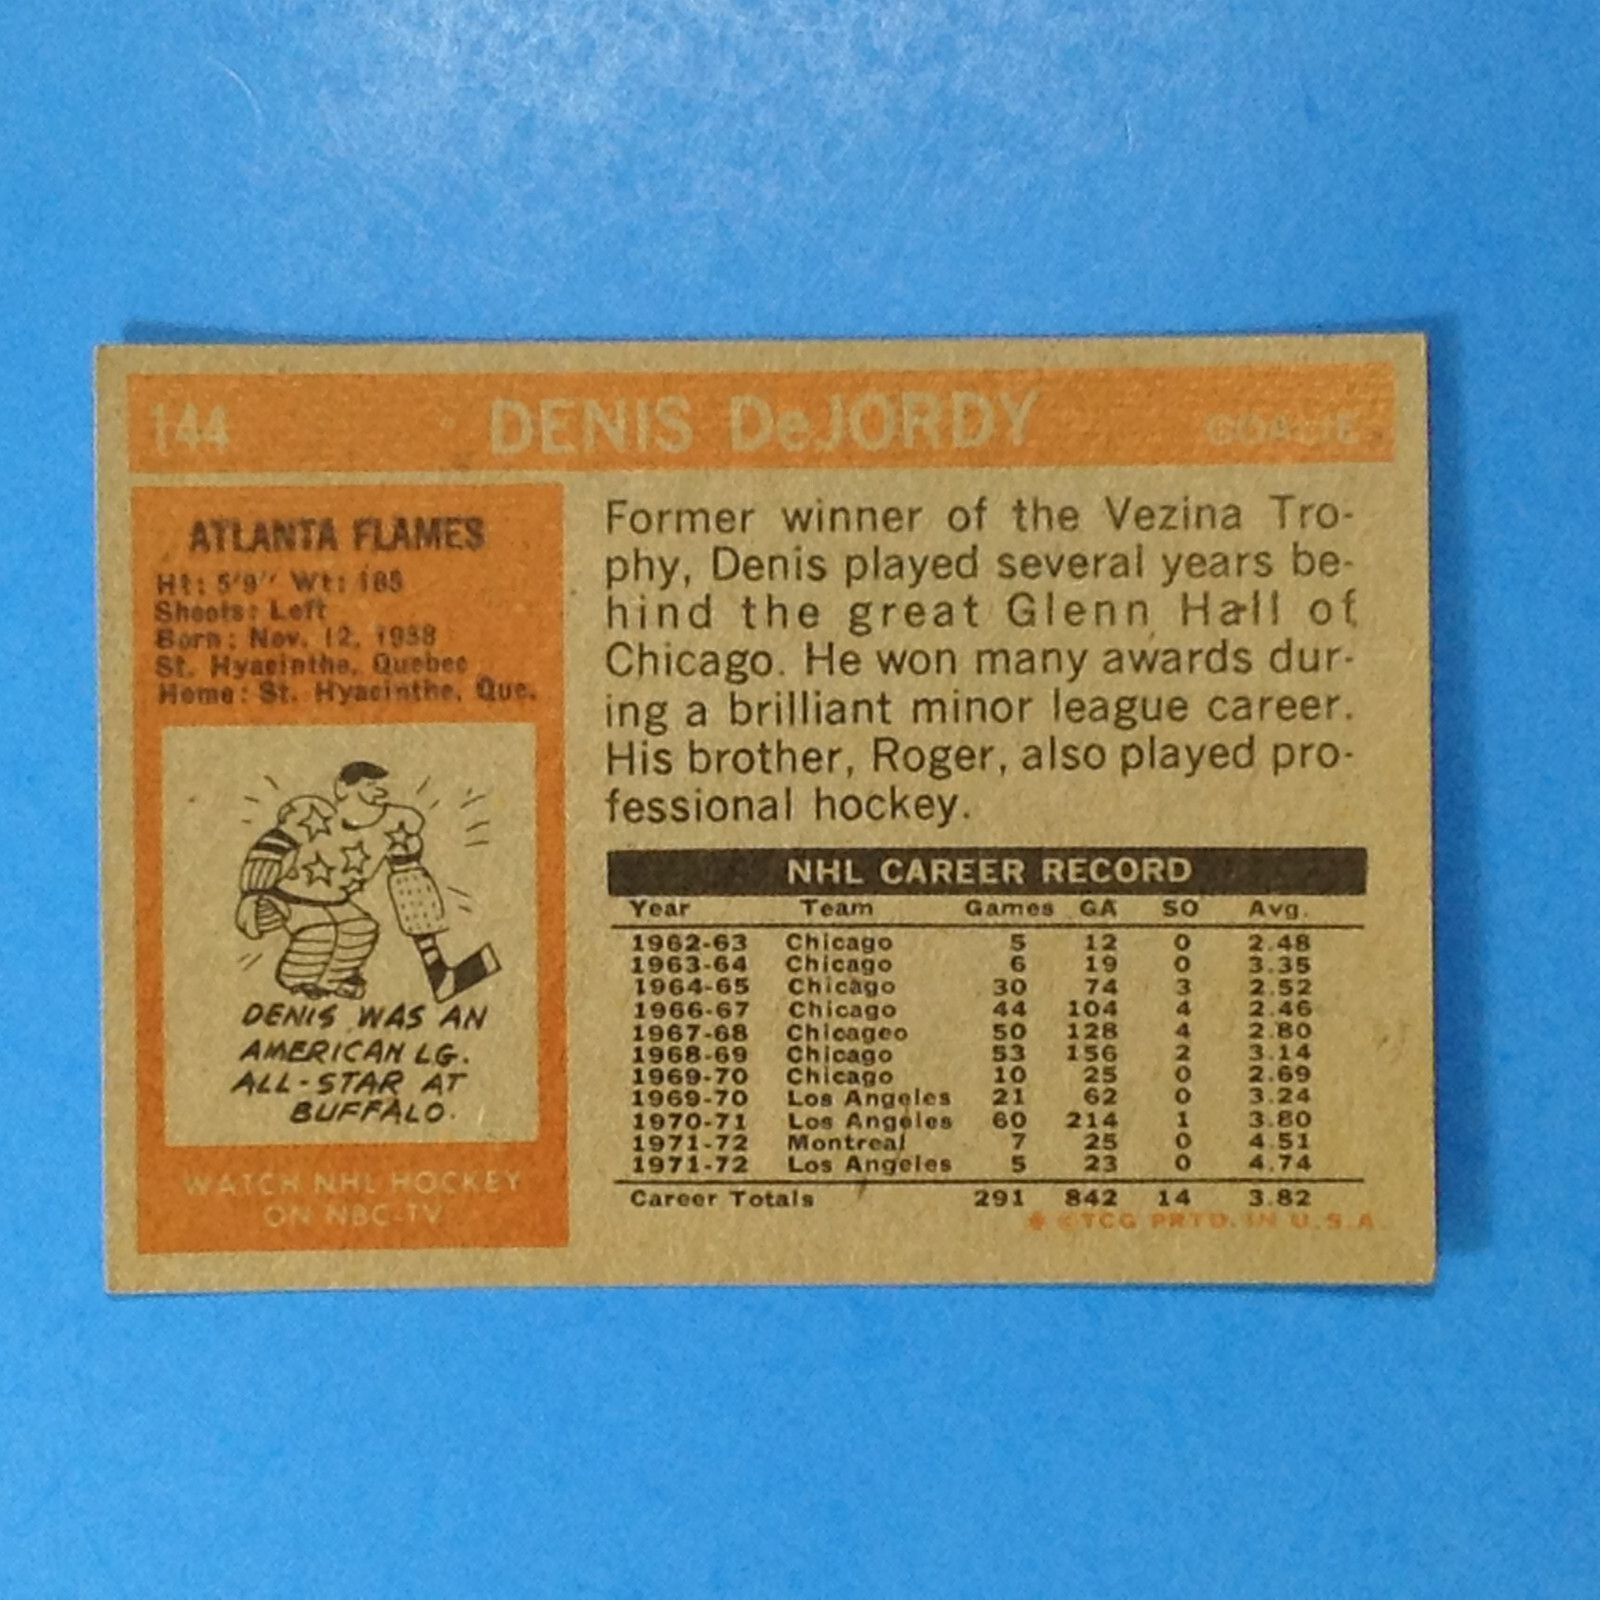 144 DENIS DeJORDY GOALIE
ATLANTA FLAMES
Ht: 5'9" Wt: 185
Shoots: Left
Born: Nov. 12, 1938
St. Hyacinthe, Quebec
Home: St. Hyacinthe, Que.
DENIS WAS AN
AMERICAN LG.
ALL-STAR AT
BUFFALO.
WATCH NHL HOCKEY
ON NBC-TV
Former winner of the Vezina Tro-
phy, Denis played several years be-
hind the great Glenn Hall of
Chicago. He won many awards dur-
ing a brilliant minor league career.
His brother, Roger, also played pro-
fessional hockey.
NHL CAREER RECORD
Year Team Games GA SO Avg.
1962-63 Chicago 5 12 0 2.48
1963-64 Chicago 6 19 0 3.35
1964-65 Chicago 30 74 3 2.52
1966-67 Chicago 44 104 4 2.46
1967-68 Chicageo 50 128 4 2.80
1968-69 Chicago 53 156 2 3.14
1969-70 Chicago 10 25 0 2.69
1969-70 Los Angeles 21 62 0 3.24
1970-71 Los Angeles 60 214 1 3.80
1971-72 Montreal 7 25 0 4.51
1971-72 Los Angeles 5 23 0 4.74
Career Totals 291 842 14 3.82
* ©TCG PRTD. IN U.S.A.